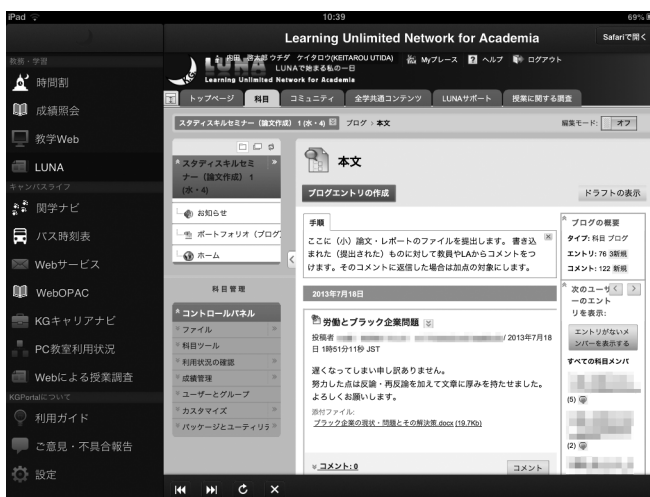 iPad
10:39
69%
Learning Unlimited Network for Academia
Safariで開く
教務・学習
時間割
成績照会
教学Web
LUNA
キャンパスライフ
関学ナビ
バス時刻表
Webサービス
WebOPAC
KGキャリアナビ
PC教室利用状況
Webによる授業調査
KGPortalについて
利用ガイド
ご意見・不具合報告
設定
内田 啓太郎 ウチダ ケイタロウ(KEITAROU UTIDA)
Myプレース
ヘルプ
ログアウト
LUNA
LUNAで始まる私の一日
Learning Unlimited Network for Academia
トップページ
科目
コミュニティ
全学共通コンテンツ
LUNAサポート
授業に関する調査
スタディスキルセミナー（論文作成） 1 (水・4)
ブログ › 本文
編集モード:
オフ
スタディスキルセミ
ナー（論文作成） 1
(水・4)
お知らせ
ポートフォリオ（ブログ
ホーム
科目管理
コントロールパネル
ファイル
科目ツール
利用状況の確認
成績管理
ユーザーとグループ
カスタマイズ
パッケージとユーティリテ
本文
ブログエントリの作成
ドラフトの表示
手順
ここに（小）論文・レポートのファイルを提出します。 書き込
まれた（提出された）ものに対して教員やLAからコメントをつ
けます。そのコメントに返信した場合は加点の対象にします。
2013年7月18日
労働とブラック企業問題
投稿者
/ 2013年7月18
日 1時51分11秒 JST
遅くなってしまい申し訳ありません。
努力した点は反論・再反論を加えて文章に厚みを持たせました。
よろしくお願いします。
添付ファイル:
ブラック企業の現状・問題とその解決策.docx (19.7Kb)
コメント: 0
コメント
ブログの概要
タイプ: 科目 ブログ
エントリ: 76 3新規
コメント: 122 新規
次のユーザ
ーのエント
リを表示:
エントリがないメ
ンバーを表示する
すべての科目メンバ
(5)
(2)